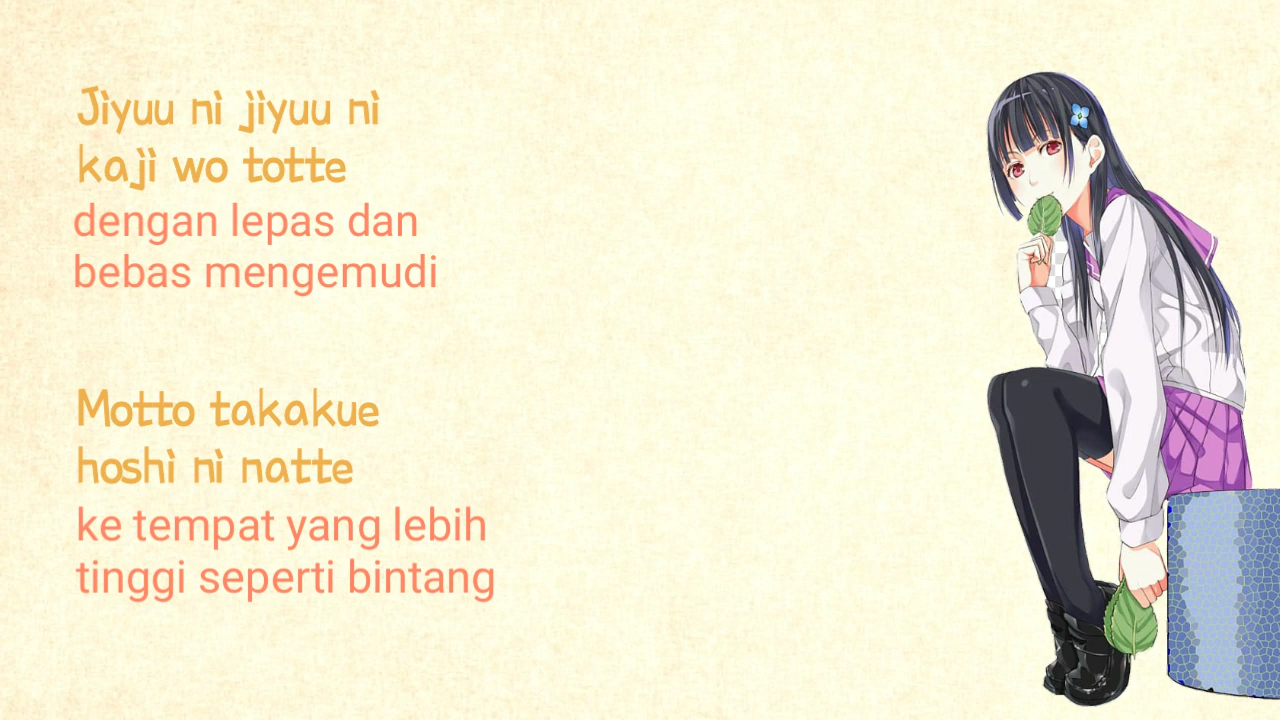 Jiyuu ni jiyuu ni
kaji wo totte
dengan lepas dan
bebas mengemudi
Motto takakue
hoshi ni natte
ke tempat yang lebih
tinggi seperti bintang